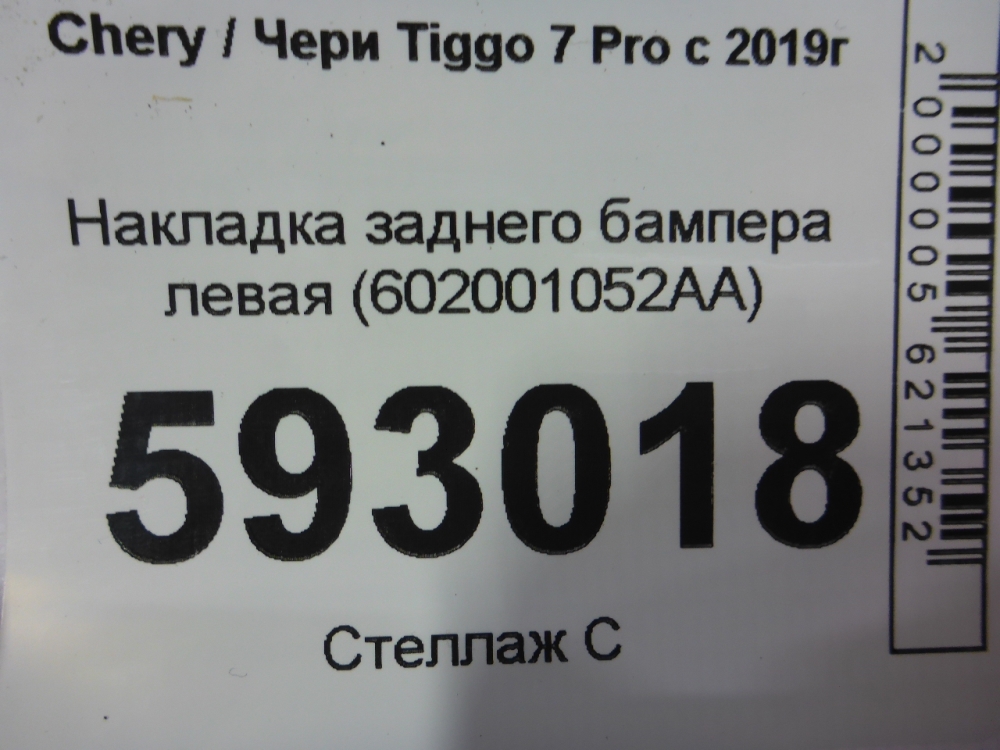 Chery / Чери Tiggo 7 Pro с 2019г
Накладка заднего бампера
левая (602001052AA)
593018
Стеллаж С
2000005621352